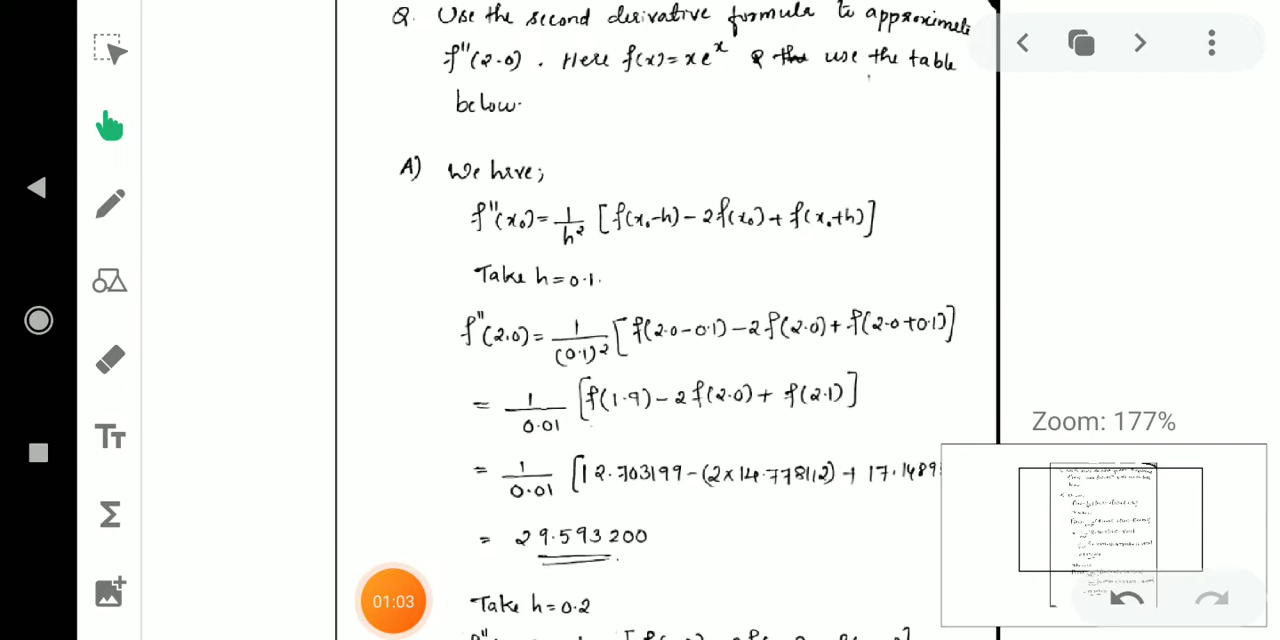 Q. Use the second derivative formula to approximate
f"(2.0). Here f(x)=xe^x & the use the table
below.
A) We have;
f"(x₀)=1/h² [f(x₀-h)-2f(x₀)+f(x₀+h)]
Take h=0.1.
f"(2.0)=1/(0.1)² [f(2.0-0.1)-2f(2.0)+f(2.0+0.1)]
= 1/0.01 [f(1.9)-2f(2.0)+f(2.1)]
= 1/0.01 [12.703199-(2×14.778112)+17.1489
= 29.593200
Take h=0.2
Zoom: 177%
01:03
Tт
Σ